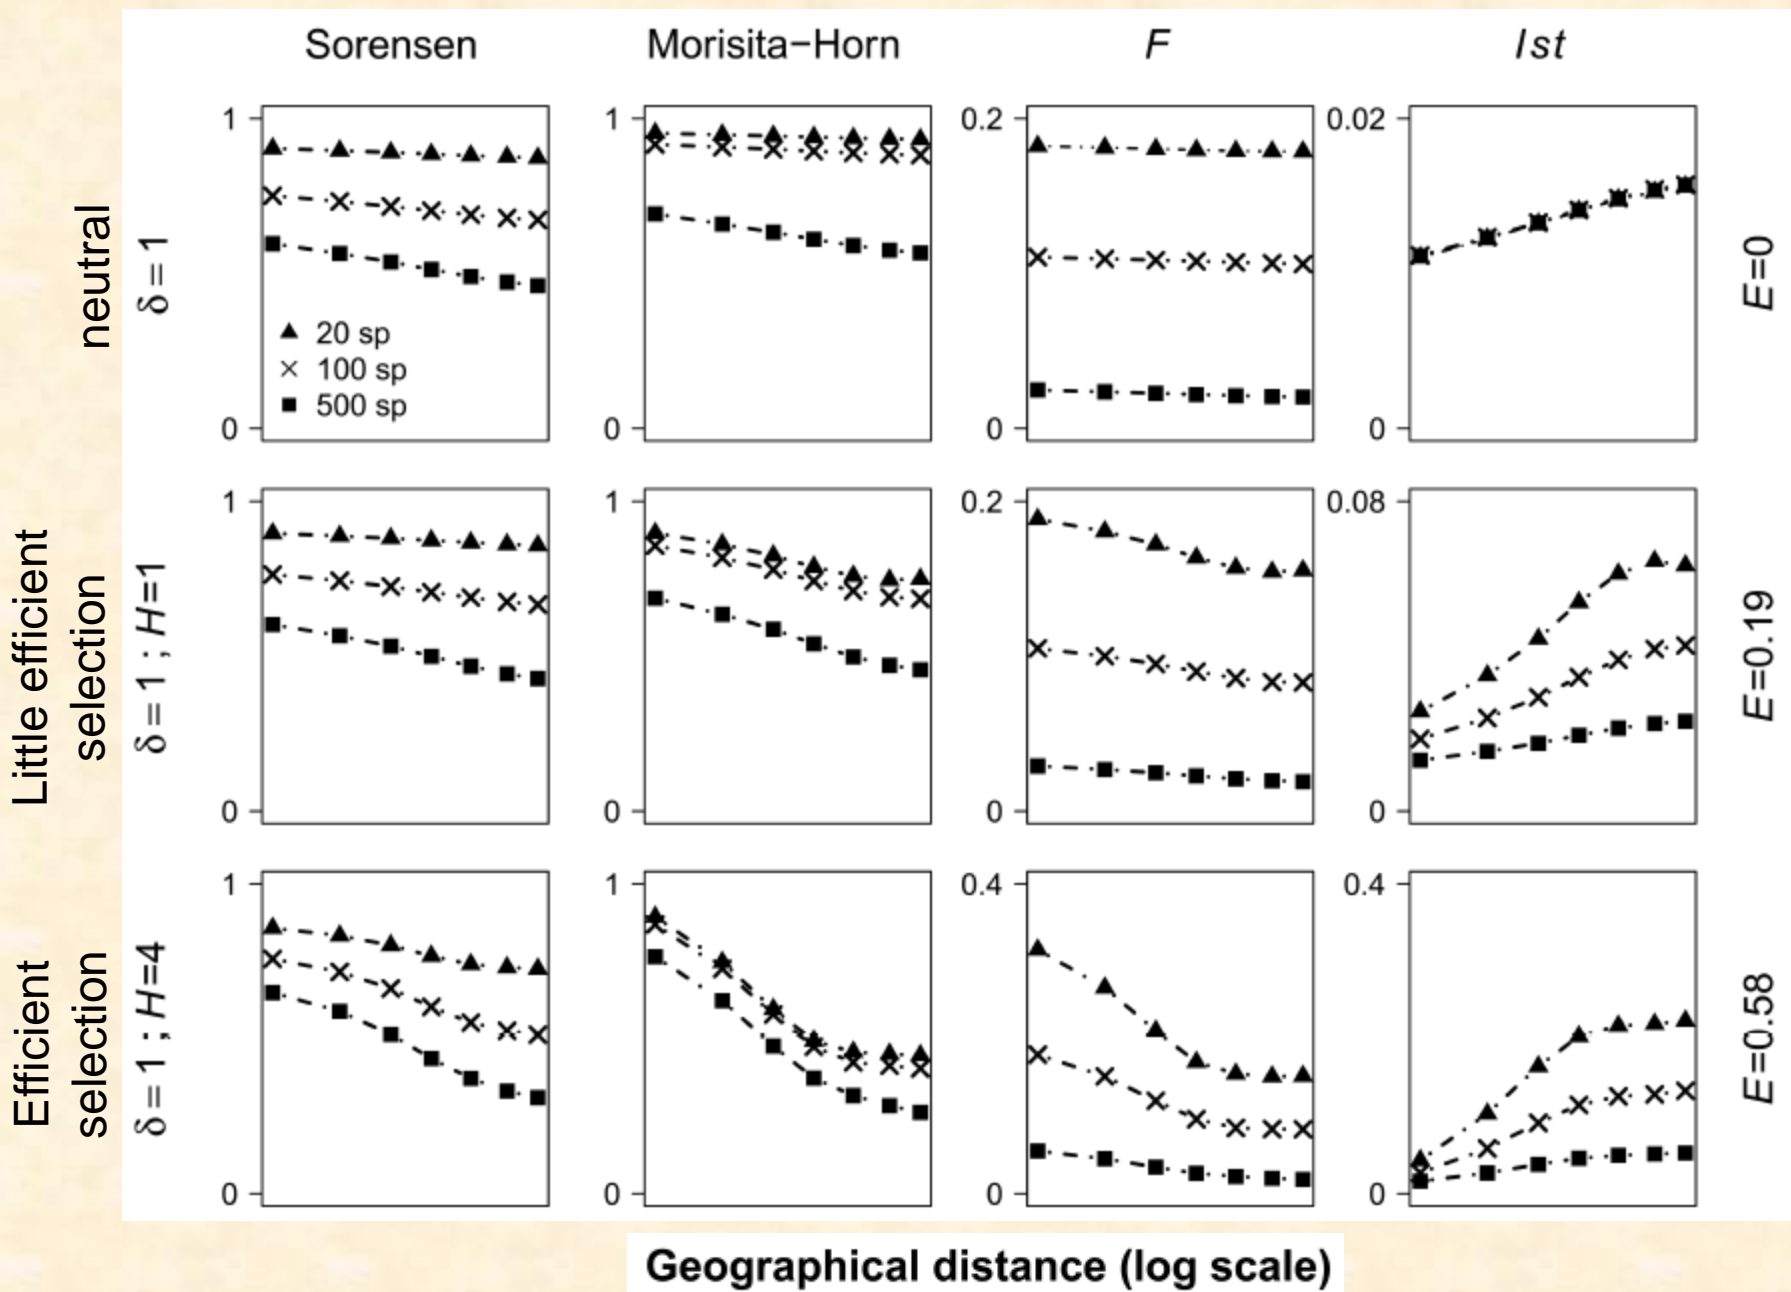 Sorensen
Morisita−Horn
F
Ist
neutral
δ = 1
1
0
20 sp
100 sp
500 sp
1
0
0.2
0
0.02
0
E=0
Little efficient
selection
δ = 1 ; H=1
1
0
1
0
0.2
0
0.08
0
E=0.19
Efficient
selection
δ = 1 ; H=4
1
0
1
0
0.4
0
0.4
0
E=0.58
Geographical distance (log scale)